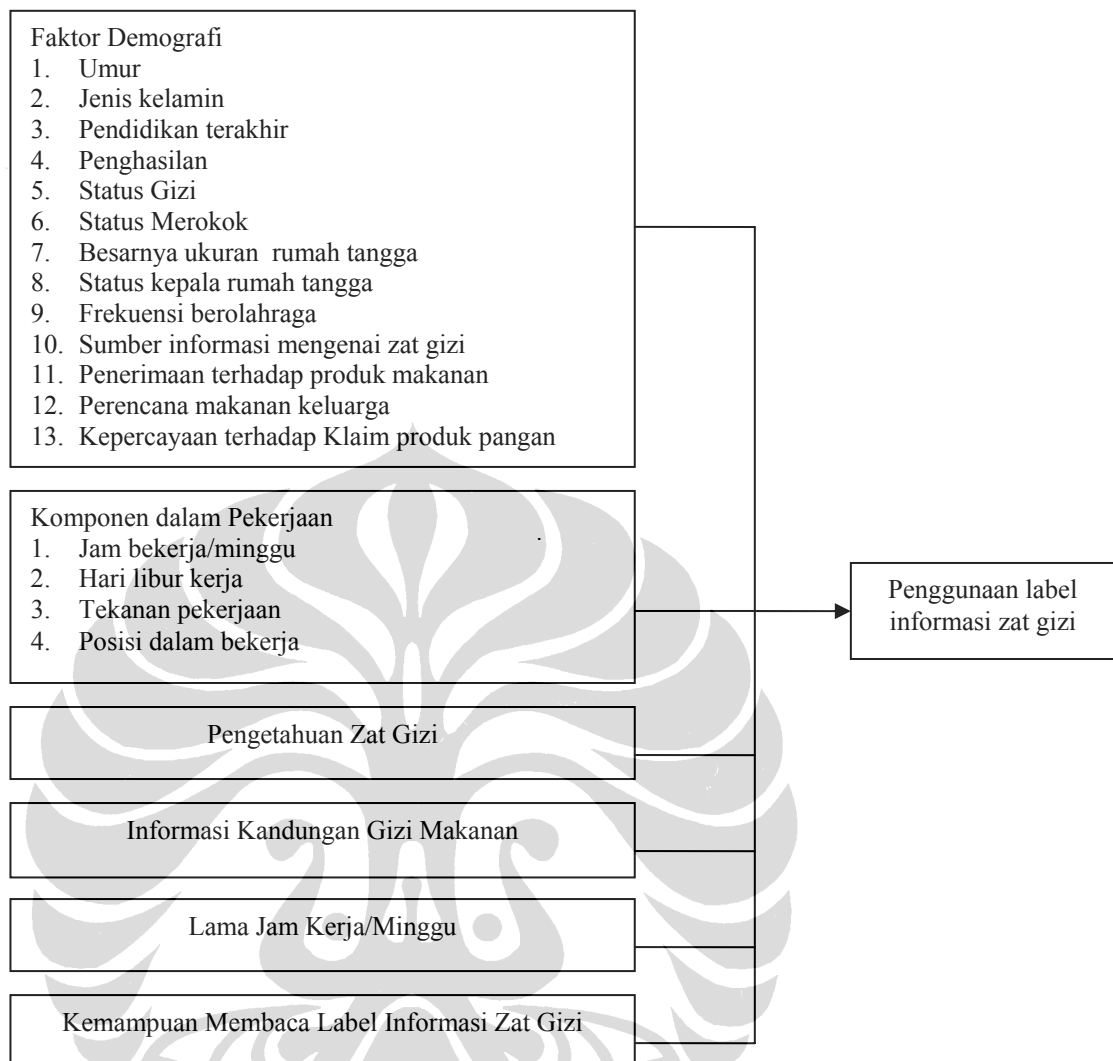 Faktor Demografi
1. Umur
2. Jenis kelamin
3. Pendidikan terakhir
4. Penghasilan
5. Status Gizi
6. Status Merokok
7. Besarnya ukuran rumah tangga
8. Status kepala rumah tangga
9. Frekuensi berolahraga
10. Sumber informasi mengenai zat gizi
11. Penerimaan terhadap produk makanan
12. Perencana makanan keluarga
13. Kepercayaan terhadap Klaim produk pangan
Komponen dalam Pekerjaan
1. Jam bekerja/minggu
2. Hari libur kerja
3. Tekanan pekerjaan
4. Posisi dalam bekerja
Pengetahuan Zat Gizi
Informasi Kandungan Gizi Makanan
Lama Jam Kerja/Minggu
Kemampuan Membaca Label Informasi Zat Gizi
Penggunaan label
informasi zat gizi